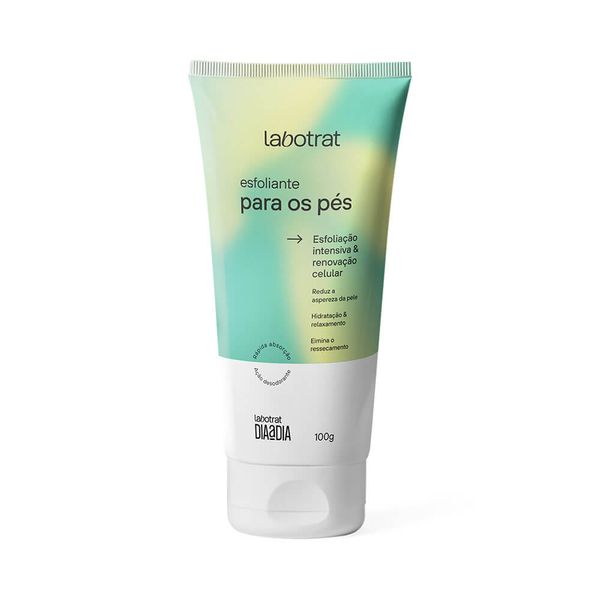 labotrat
esfoliante
para os pés
Esfoliação
intensiva &
renovação
celular
Reduz a
aspereza da pele
Hidratação &
relaxamento
Elimina o
ressecamento
Rápida absorção
Ação desodorante
labotrat
DIAaDIA
100g